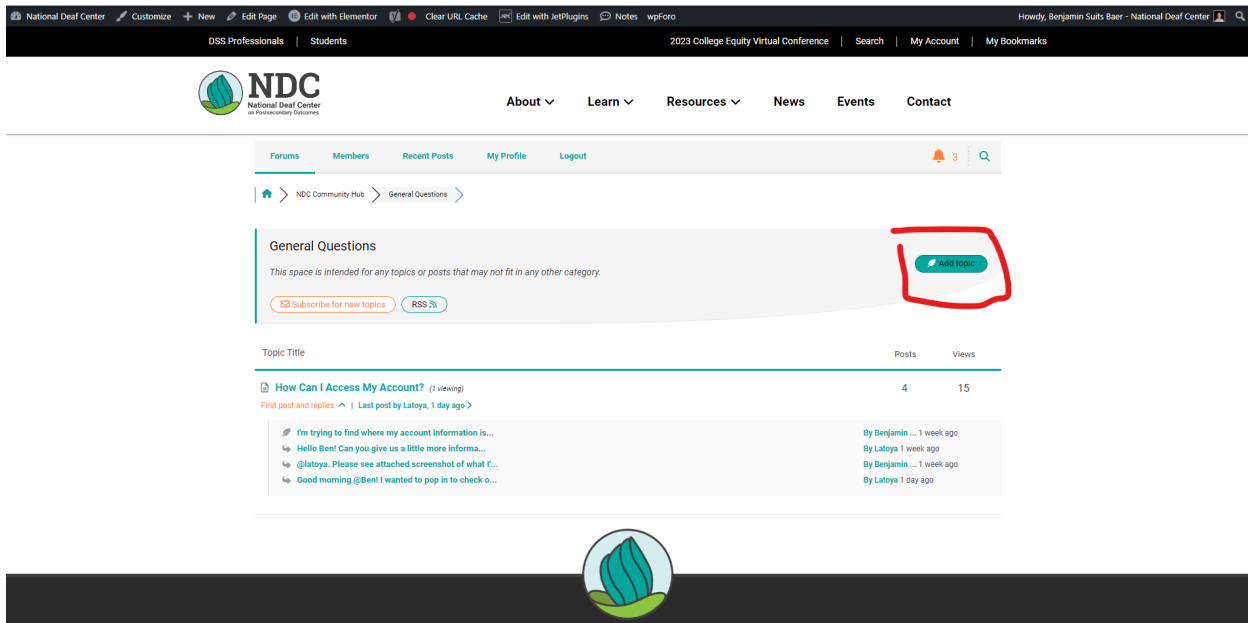 National Deaf Center Customize New Edit Page Edit with Elementor Clear URL Cache Edit with JetPlugins Notes wpForo Howdy, Benjamin Suits Baer - National Deaf Center
DSS Professionals | Students 2023 College Equity Virtual Conference | Search | My Account | My Bookmarks
NDC
National Deaf Center
on Postsecondary Outcomes
About Learn Resources News Events Contact
Forums Members Recent Posts My Profile Logout 3
NDC Community Hub General Questions
General Questions
Add topic
This space is intended for any topics or posts that may not fit in any other category.
Subscribe for new topics RSS
Topic Title Posts Views
How Can I Access My Account? (1 viewing) 4 15
First post and replies | Last post by Latoya, 1 day ago
I'm trying to find where my account information is... By Benjamin ... 1 week ago
Hello Ben! Can you give us a little more informa... By Latoya 1 week ago
@latoya. Please see attached screenshot of what I'... By Benjamin ... 1 week ago
Good morning @Ben! I wanted to pop in to check o... By Latoya 1 day ago